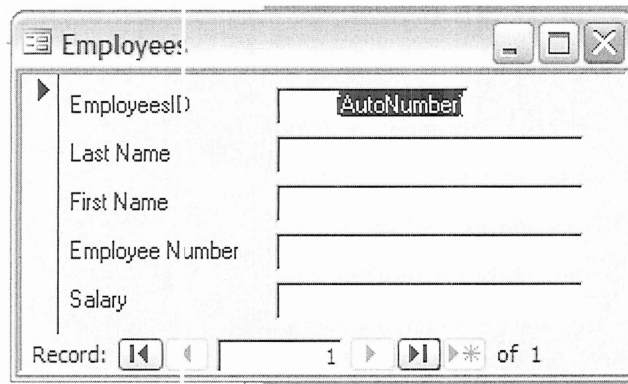 Employees
EmployeesID (AutoNumber)
Last Name
First Name
Employee Number
Salary
Record: 1 of 1